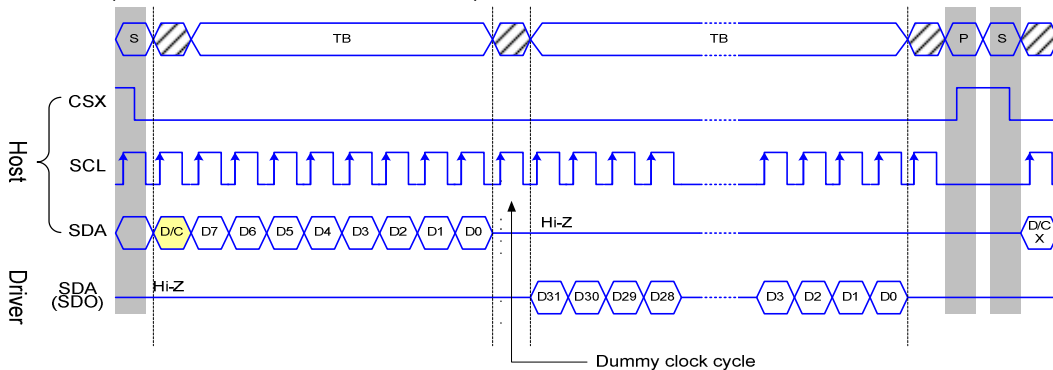 S TB TB P S
CSX
Host
SCL
SDA D/C D7 D6 D5 D4 D3 D2 D1 D0 Hi-Z D/C
X
Driver
Hi-Z
SDA
(SDO) D31 D30 D29 D28 D3 D2 D1 D0
Dummy clock cycle